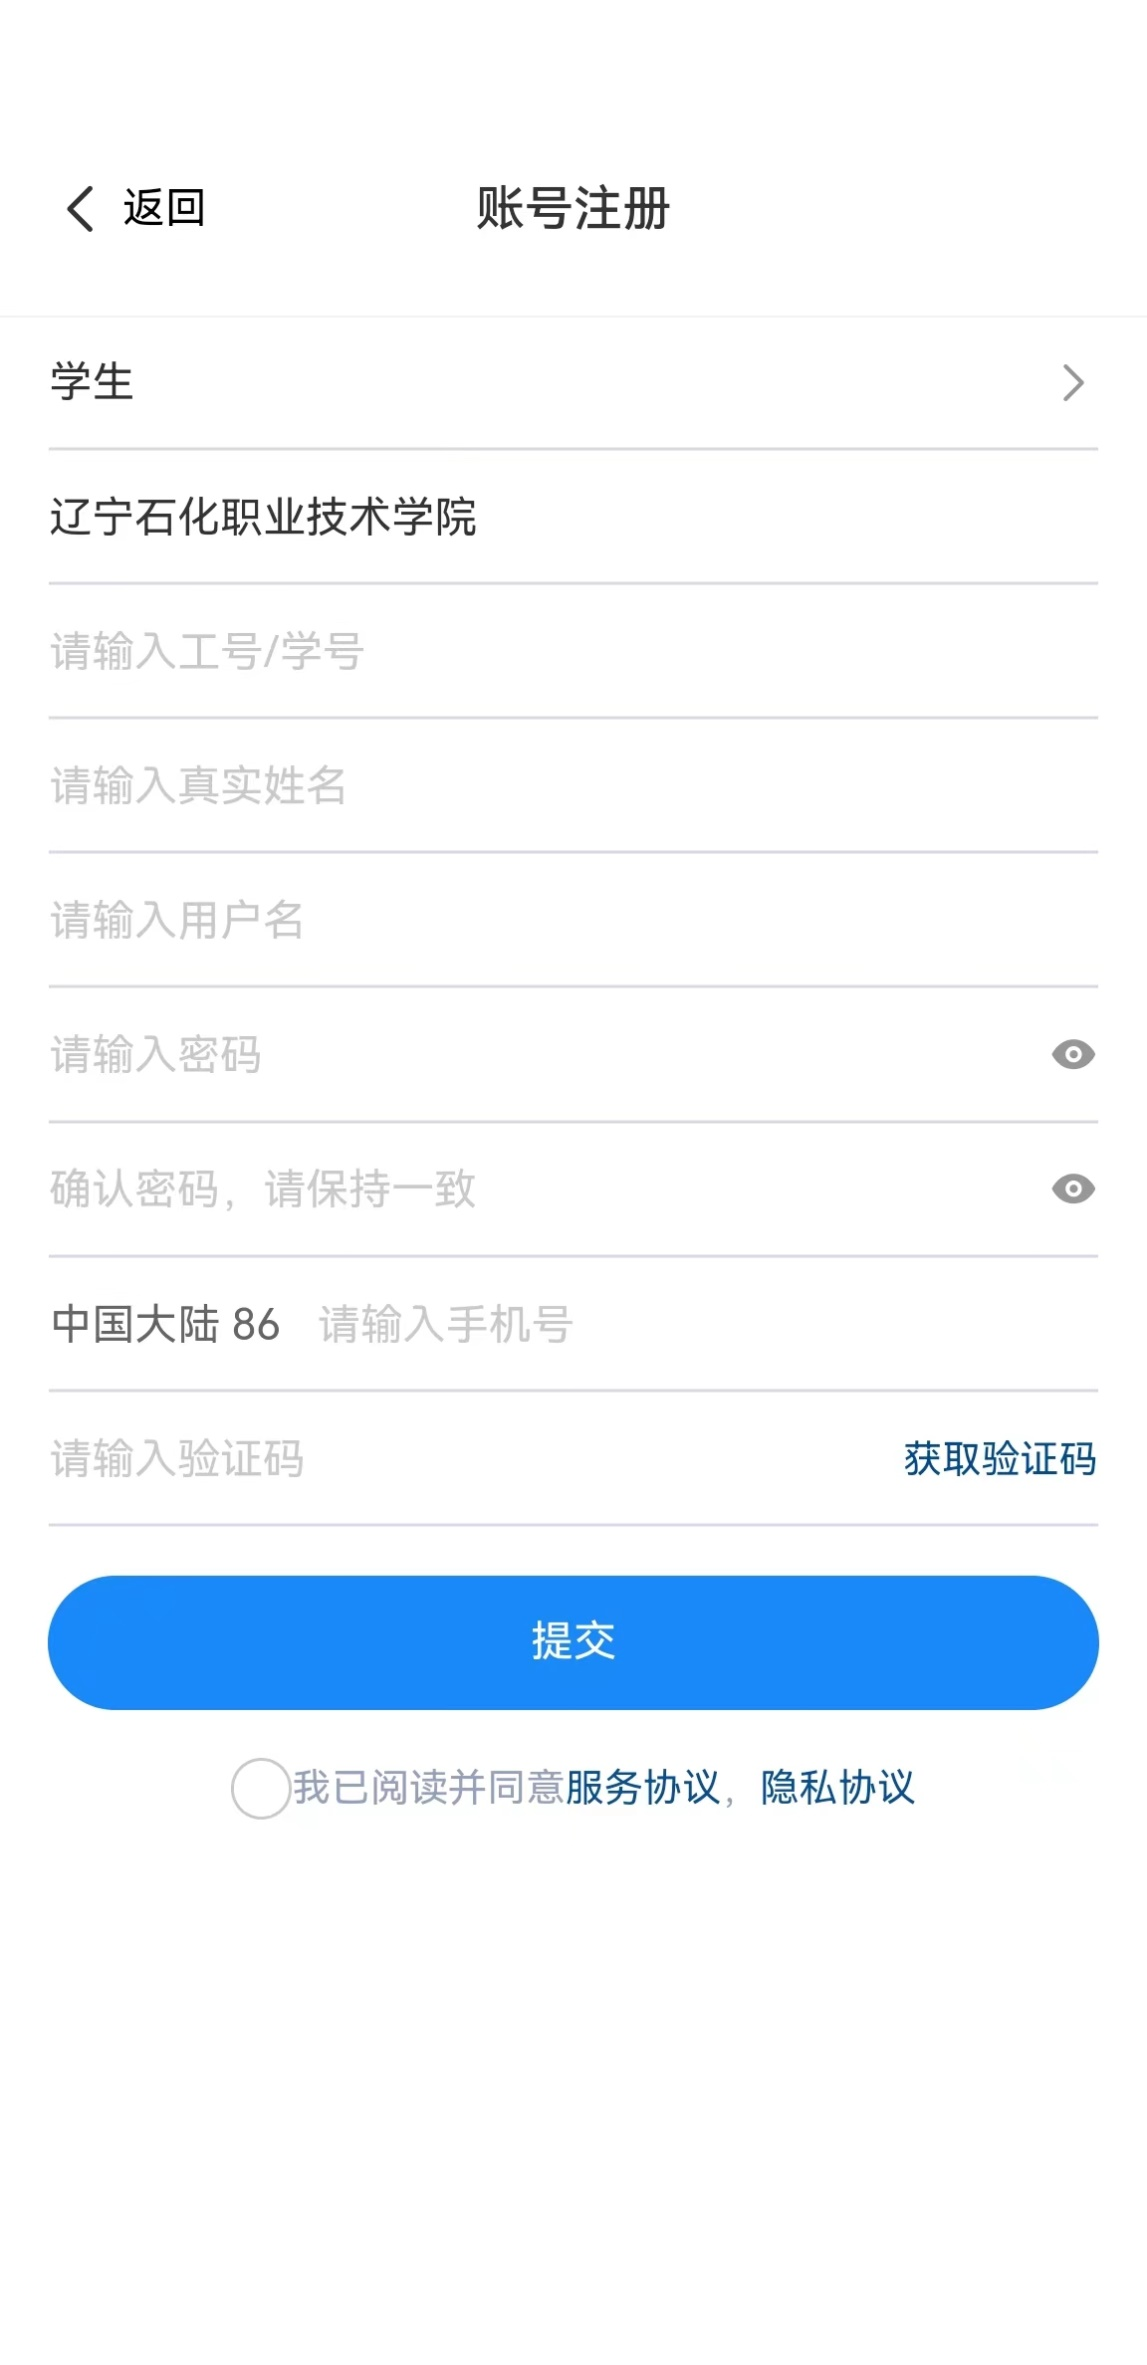 返回
账号注册
学生
辽宁石化职业技术学院
请输入工号/学号
请输入真实姓名
请输入用户名
请输入密码
确认密码，请保持一致
中国大陆 86 请输入手机号
请输入验证码 获取验证码
提交
我已阅读并同意服务协议，隐私协议